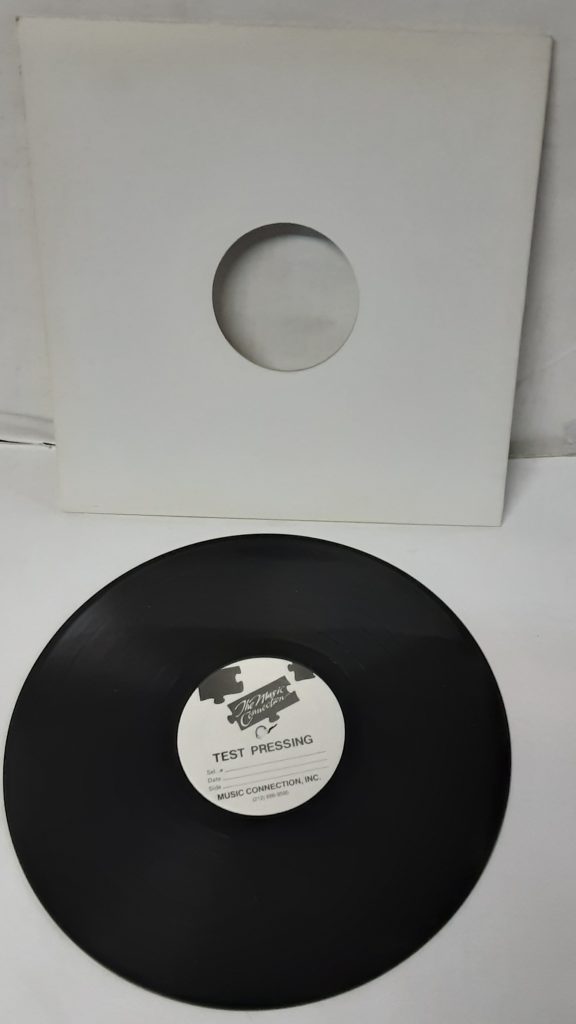 The Music
Connection
TEST PRESSING
Sel. #
Date
Side
MUSIC CONNECTION, INC.